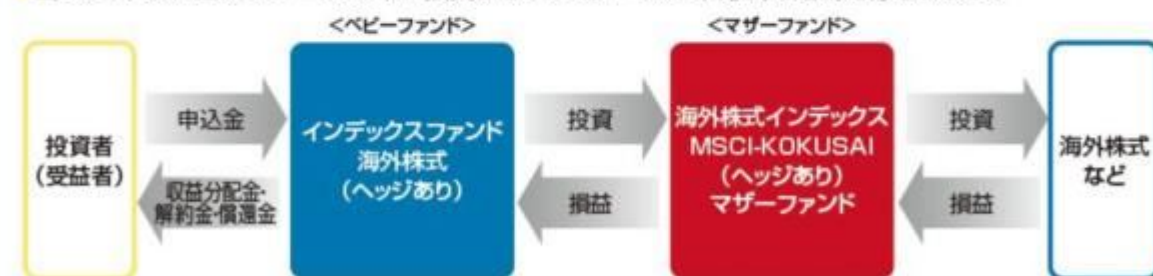 <ベビーファンド>
<マザーファンド>
投資者
(受益者)
申込金
収益分配金・
解約金・償還金
インデックスファンド
海外株式
(ヘッジあり)
投資
損益
海外株式インデックス
MSCI-KOKUSAI
(ヘッジあり)
マザーファンド
投資
損益
海外株式
など